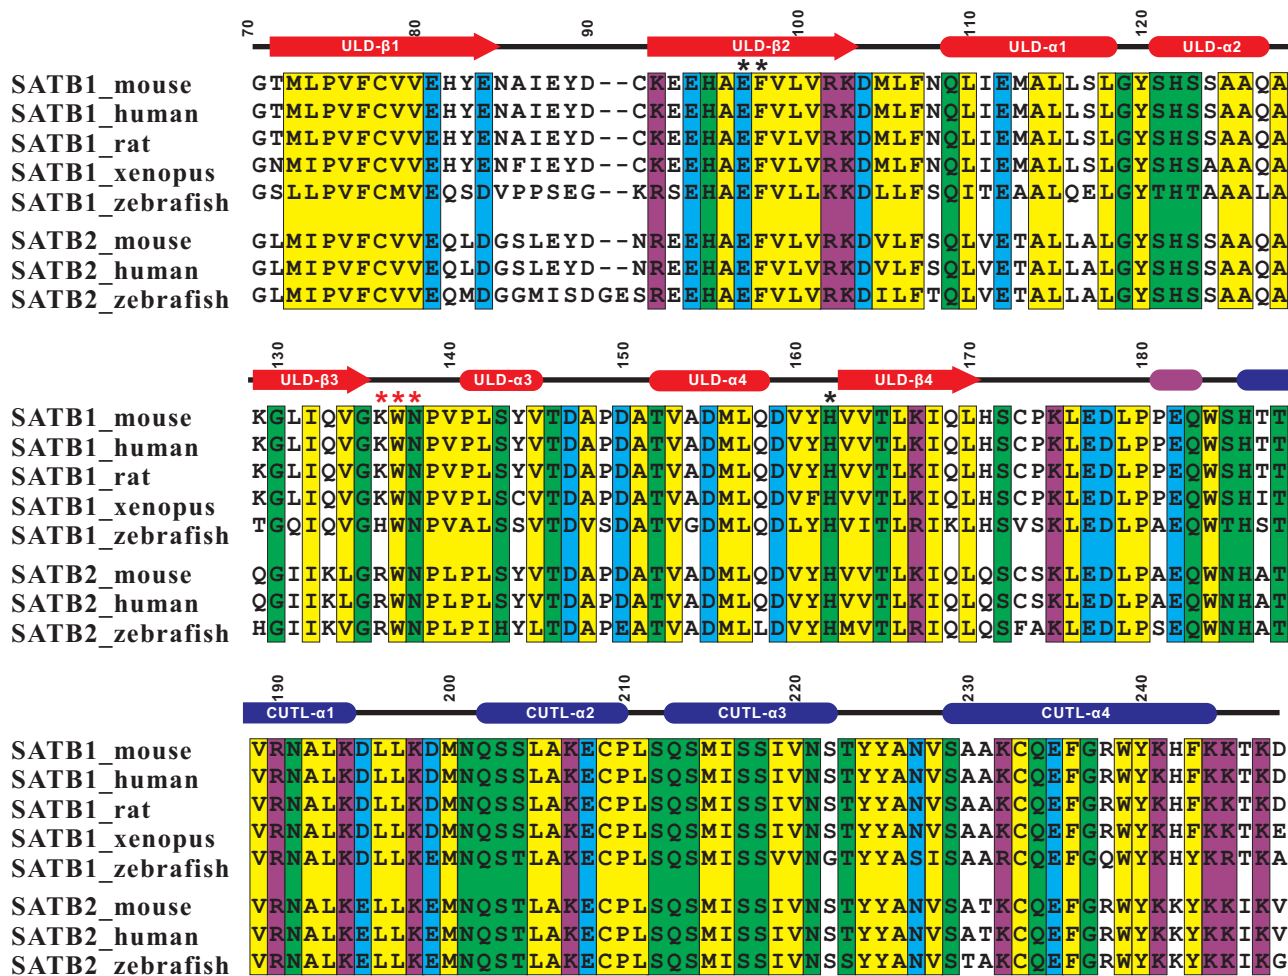 70 80 90 100 110 120
ULD-β1 ULD-β2 ULD-α1 ULD-α2
* *
SATB1_mouse GTMLPVFCVVEHYENAIEYD--CKEEHAEFVLVRKDMLFNQLIEMALLSLGYSHSSAAQA
SATB1_human GTMLPVFCVVEHYENAIEYD--CKEEHAEFVLVRKDMLFNQLIEMALLSLGYSHSSAAQA
SATB1_rat GTMLPVFCVVEHYENAIEYD--CKEEHAEFVLVRKDMLFNQLIEMALLSLGYSHSSAAQA
SATB1_xenopus GNMIPVFCVVEHYENFIEYD--CKEEHAEFVLVRKDMLFNQLIEMALLSLGYSHSAAAQA
SATB1_zebrafish GSLLPVFCMVEQSDVPPSEG--KRSEHAEFVLLKKDLLFSQITEAALQELGYTHTAAALA
SATB2_mouse GLMIPVFCVVEQLDGSLEYD--NREEHAEFVLVRKDVLFSQLVETALLALGYSHSSAAQA
SATB2_human GLMIPVFCVVEQLDGSLEYD--NREEHAEFVLVRKDVLFSQLVETALLALGYSHSSAAQA
SATB2_zebrafish GLMIPVFCVVEQMDGGMISDGESREEHAEFVLVRKDILFTQLVETALLALGYSHSSAAQA
130 140 150 160 170 180
ULD-β3 ULD-α3 ULD-α4 ULD-β4
* * * *
SATB1_mouse KGLIQVGKWNPVPLSYVTDAPDATVADMLQDVYHVVTLKIQLHSCPKLEDLPPEQWSHTT
SATB1_human KGLIQVGKWNPVPLSYVTDAPDATVADMLQDVYHVVTLKIQLHSCPKLEDLPPEQWSHTT
SATB1_rat KGLIQVGKWNPVPLSYVTDAPDATVADMLQDVYHVVTLKIQLHSCPKLEDLPPEQWSHTT
SATB1_xenopus KGLIQVGKWNPVPLSCVTDAPDATVADMLQDVFHVVTLKIQLHSCPKLEDLPPEQWSHIT
SATB1_zebrafish TGQIQVGHWNPVALSSVTDVSDATVGDMLQDLYHVITLRIKLHSVSKLEDLPAEQWTHST
SATB2_mouse QGIIKLGRWNPLPLSYVTDAPDATVADMLQDVYHVVTLKIQLQSCSKLEDLPAEQWNHAT
SATB2_human QGIIKLGRWNPLPLSYVTDAPDATVADMLQDVYHVVTLKIQLQSCSKLEDLPAEQWNHAT
SATB2_zebrafish HGIIKVGRWNPLPIHYLTDAPEATVADMLLDVYHMVTLRIQLQSFAKLEDLPSEQWNHAT
190 200 210 220 230 240
CUTL-α1 CUTL-α2 CUTL-α3 CUTL-α4
SATB1_mouse VRNALKDLLKDMNQSSLAKECPLSQSMISSIVNSTYYANVSAAKCQEFGRWYKHFKKTKD
SATB1_human VRNALKDLLKDMNQSSLAKECPLSQSMISSIVNSTYYANVSAAKCQEFGRWYKHFKKTKD
SATB1_rat VRNALKDLLKDMNQSSLAKECPLSQSMISSIVNSTYYANVSAAKCQEFGRWYKHFKKTKD
SATB1_xenopus VRNALKDLLKDMNQSSLAKECPLSQSMISSIVNSTYYANVSAAKCQEFGRWYKHFKKTKE
SATB1_zebrafish VRNALKDLLKEMNQSTLAKECPLSQSMISSVVNGTYYASISAARCQEFGQWYKHYKRTKA
SATB2_mouse VRNALKELLKEMNQSTLAKECPLSQSMISSIVNSTYYANVSATKCQEFGRWYKKYKKIKV
SATB2_human VRNALKELLKEMNQSTLAKECPLSQSMISSIVNSTYYANVSATKCQEFGRWYKKYKKIKV
SATB2_zebrafish VRNALKELLKEMNQSTLAKECPLSQSMISSIVNSSYYANVSTAKCQEFGRWYKKYKKIKG